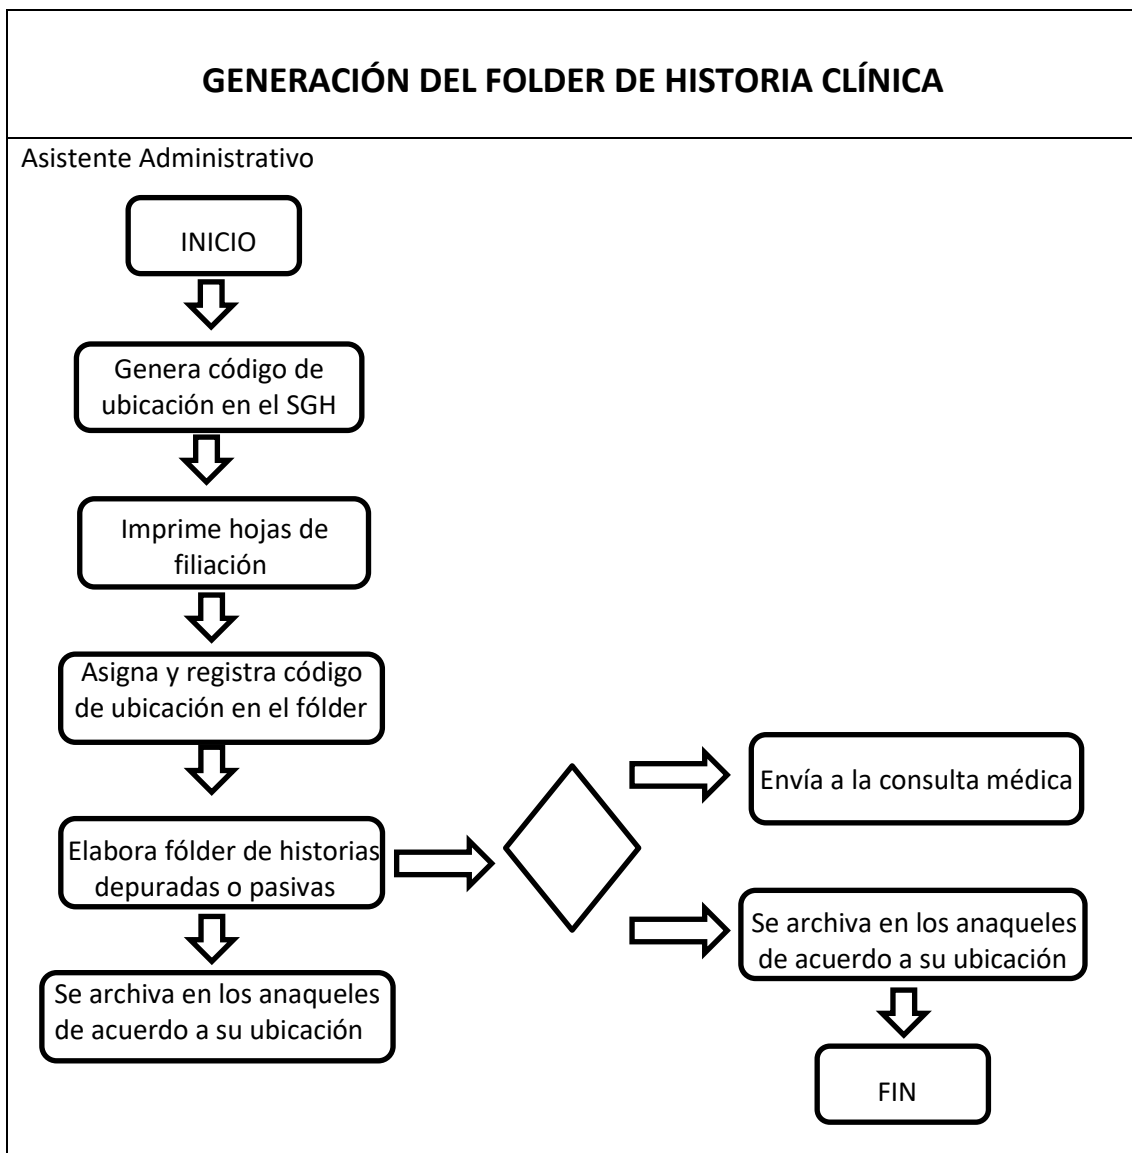 GENERACIÓN DEL FOLDER DE HISTORIA CLÍNICA
Asistente Administrativo
INICIO
Genera código de
ubicación en el SGH
Imprime hojas de
filiación
Asigna y registra código
de ubicación en el fólder
Elabora fólder de historias
depuradas o pasivas
Se archiva en los anaqueles
de acuerdo a su ubicación
Envía a la consulta médica
Se archiva en los anaqueles
de acuerdo a su ubicación
FIN